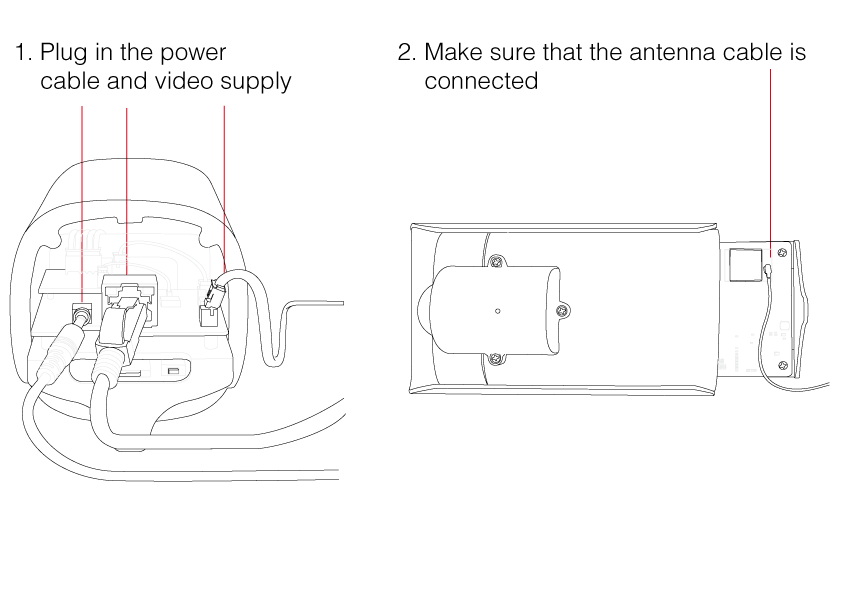 1. Plug in the power
cable and video supply
2. Make sure that the antenna cable is
connected